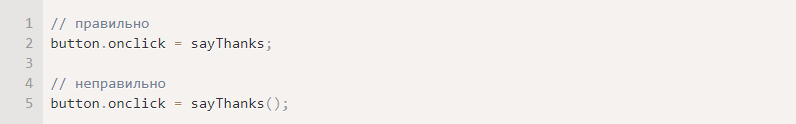 1 // правильно
2 button.onclick = sayThanks;
3
4 // неправильно
5 button.onclick = sayThanks();